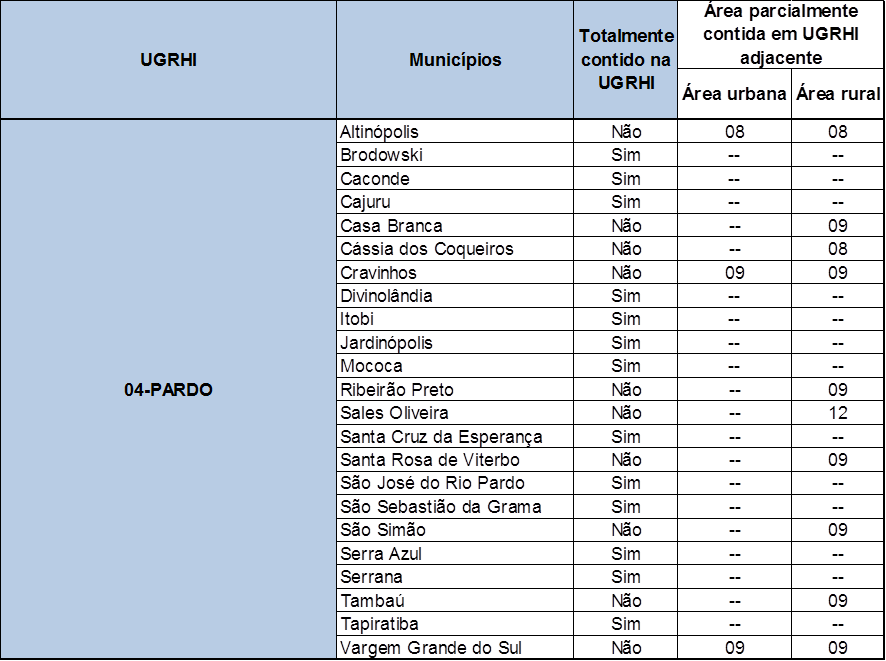 UGRHI
Municípios
Totalmente
contido na
UGRHI
Área parcialmente
contida em UGRHI
adjacente
Área urbana Área rural
04-PARDO
Altinópolis Não 08 08
Brodowski Sim -- --
Caconde Sim -- --
Cajuru Sim -- --
Casa Branca Não -- 09
Cássia dos Coqueiros Não -- 08
Cravinhos Não 09 09
Divinolândia Sim -- --
Itobi Sim -- --
Jardinópolis Sim -- --
Mococa Sim -- --
Ribeirão Preto Não -- 09
Sales Oliveira Não -- 12
Santa Cruz da Esperança Sim -- --
Santa Rosa de Viterbo Não -- 09
São José do Rio Pardo Sim -- --
São Sebastião da Grama Sim -- --
São Simão Não -- 09
Serra Azul Sim -- --
Serrana Sim -- --
Tambaú Não -- 09
Tapiratiba Sim -- --
Vargem Grande do Sul Não 09 09